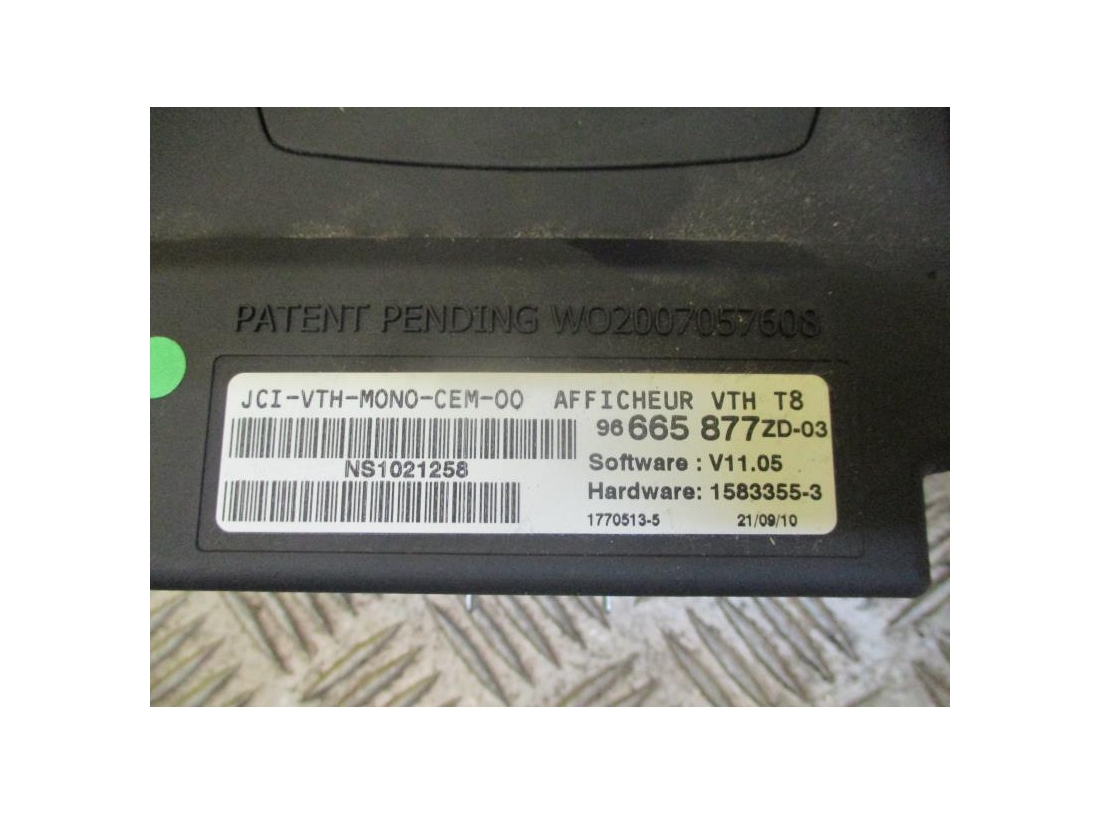 PATENT PENDING WO2007057608
JCI-VTH-MONO-CEM-00 AFFICHEUR VTH T8
96 665 877ZD-03
NS1021258
Software : V11.05
Hardware: 1583355-3
1770513-5 21/09/10